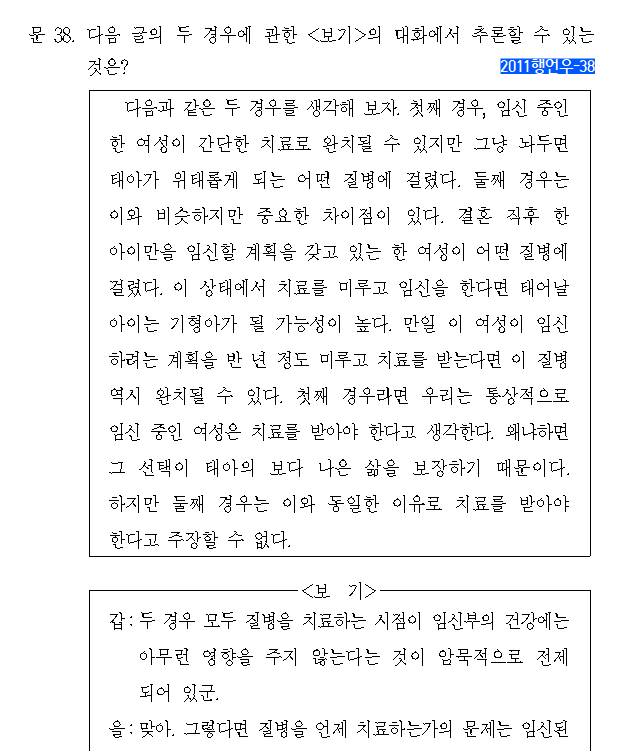 문 38. 다음 글의 두 경우에 관한 <보기>의 대화에서 추론할 수 있는
것은?
2011행언우-38
다음과 같은 두 경우를 생각해 보자. 첫째 경우, 임신 중인
한 여성이 간단한 치료로 완치될 수 있지만 그냥 놔두면
태아가 위태롭게 되는 어떤 질병에 걸렸다. 둘째 경우는
이와 비슷하지만 중요한 차이점이 있다. 결혼 직후 한
아이만을 임신할 계획을 갖고 있는 한 여성이 어떤 질병에
걸렸다. 이 상태에서 치료를 미루고 임신을 한다면 태어날
아이는 기형아가 될 가능성이 높다. 만일 이 여성이 임신
하려는 계획을 반 년 정도 미루고 치료를 받는다면 이 질병
역시 완치될 수 있다. 첫째 경우라면 우리는 통상적으로
임신 중인 여성은 치료를 받아야 한다고 생각한다. 왜냐하면
그 선택이 태아의 보다 나은 삶을 보장하기 때문이다.
하지만 둘째 경우는 이와 동일한 이유로 치료를 받아야
한다고 주장할 수 없다.
<보 기>
갑 : 두 경우 모두 질병을 치료하는 시점이 임신부의 건강에는
아무런 영향을 주지 않는다는 것이 암묵적으로 전제
되어 있군.
을 : 맞아. 그렇다면 질병을 언제 치료하는가의 문제는 임신된